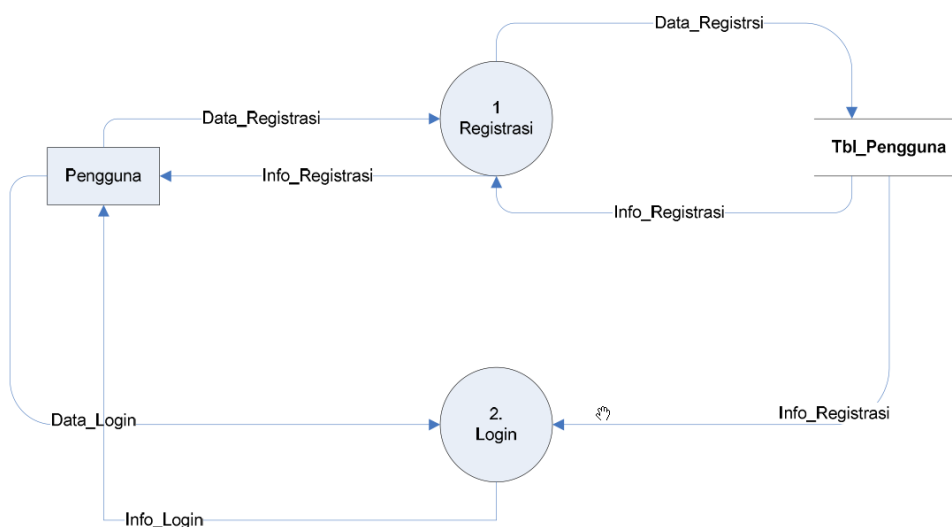 Data_Registrsi
1
Registrasi
Data_Registrasi
Tbl_Pengguna
Pengguna
Info_Registrasi
Info_Registrasi
2.
Login
Data_Login
Info_Registrasi
Info_Login